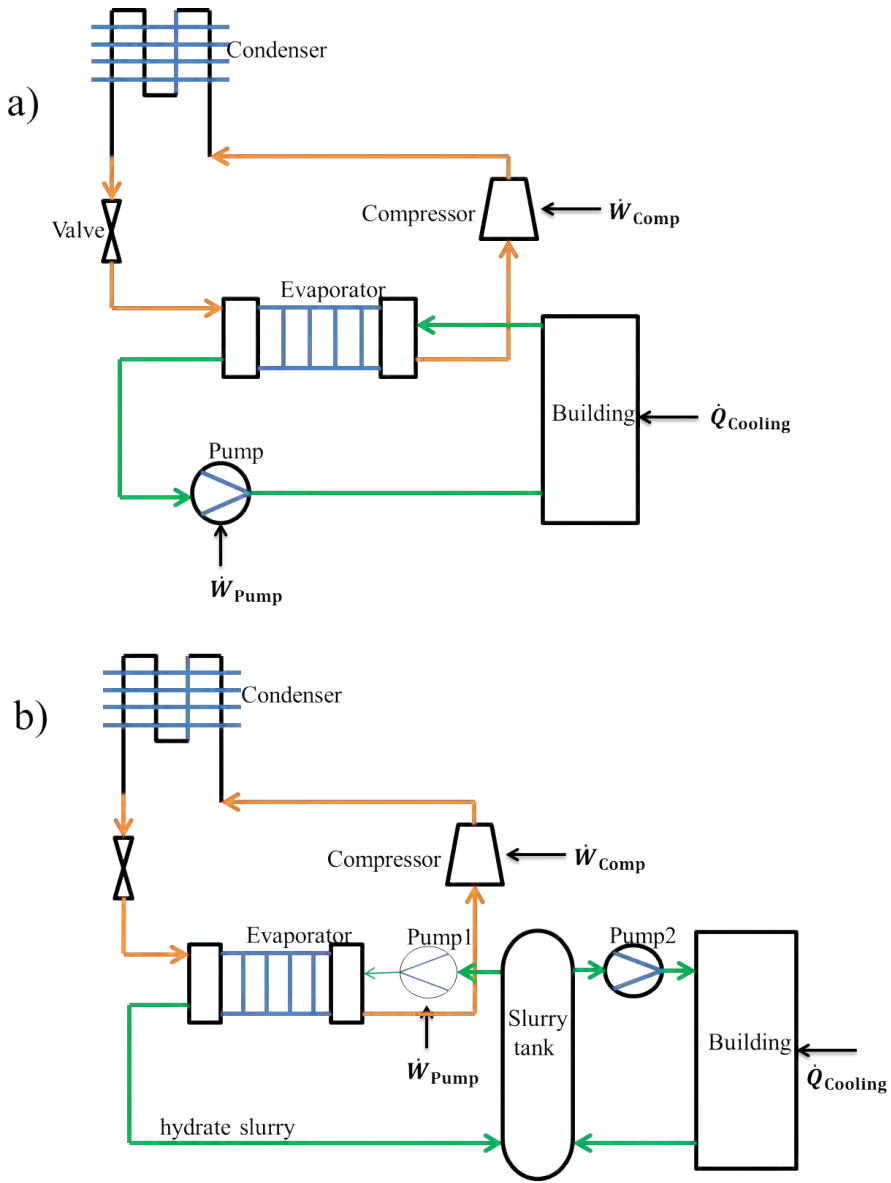 Condenser
a)
Compressor
Ẇ_Comp
Valve
Evaporator
Building
Q̇_Cooling
Pump
Ẇ_Pump
Condenser
b)
Compressor
Ẇ_Comp
Evaporator
Pump1
Pump2
Slurry
tank
Building
Ẇ_Pump
Q̇_Cooling
hydrate slurry